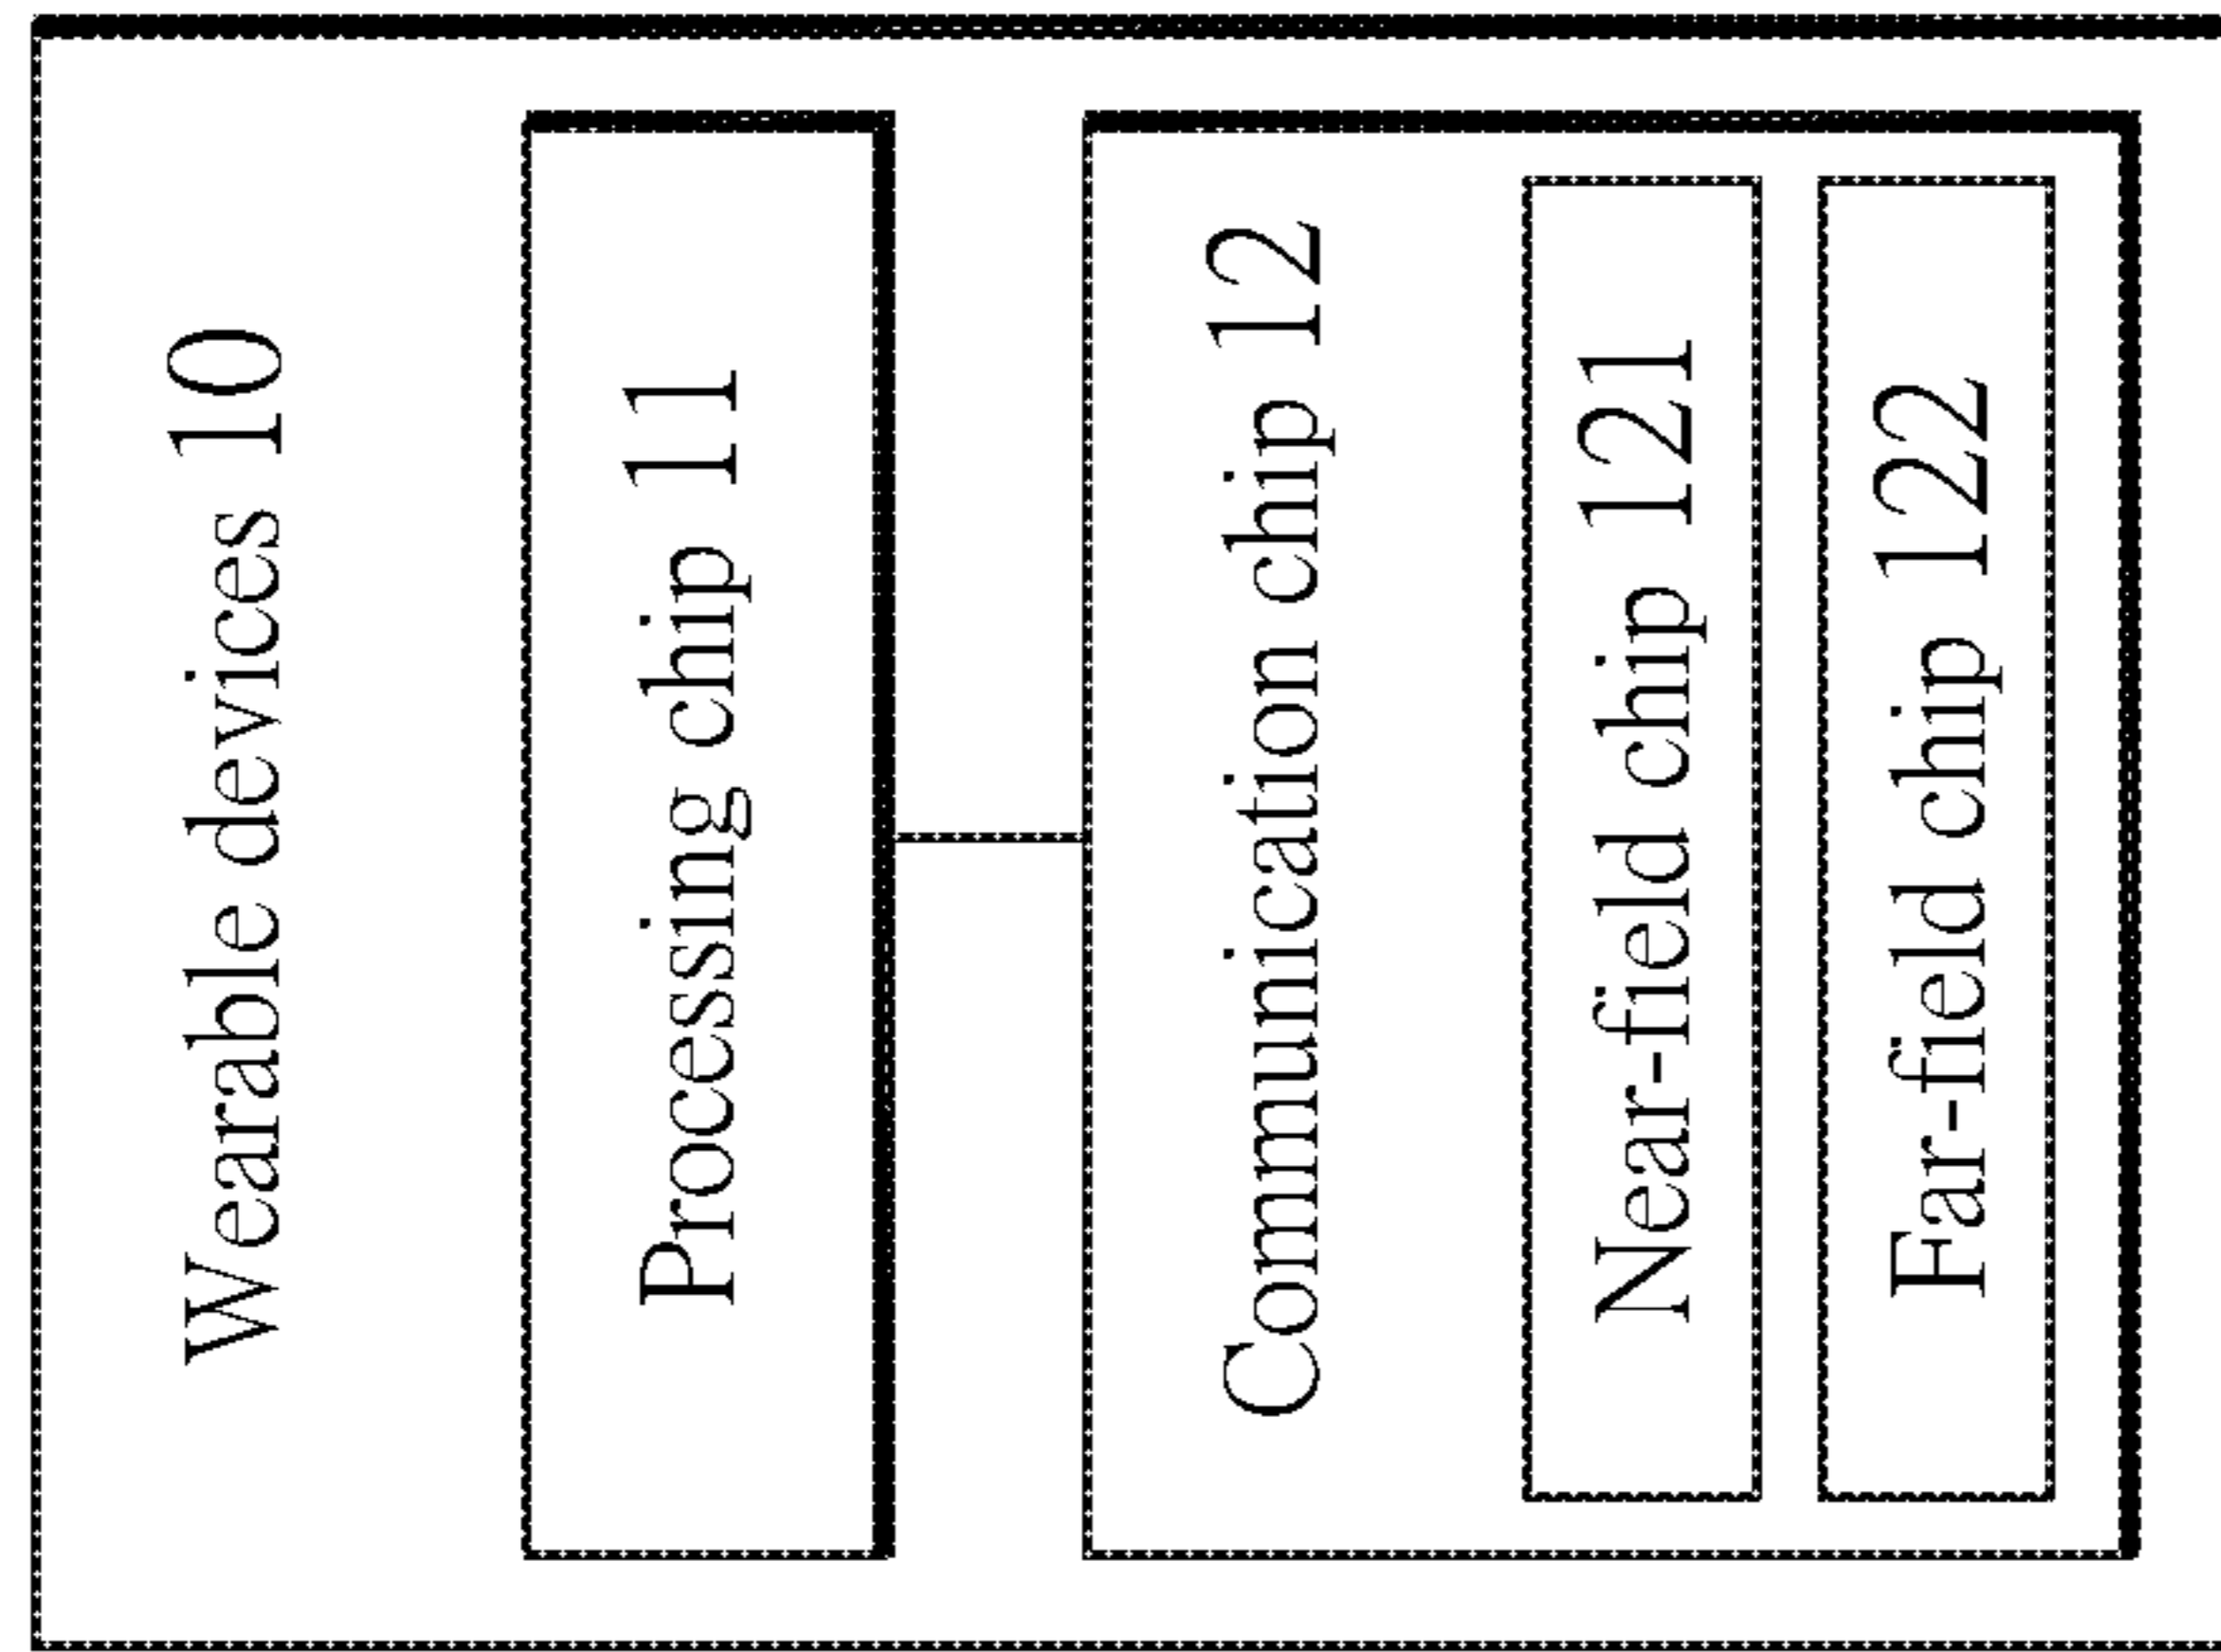 Wearable devices 10
Processing chip 11
Communication chip 12
Near-field chip 121
Far-field chip 122